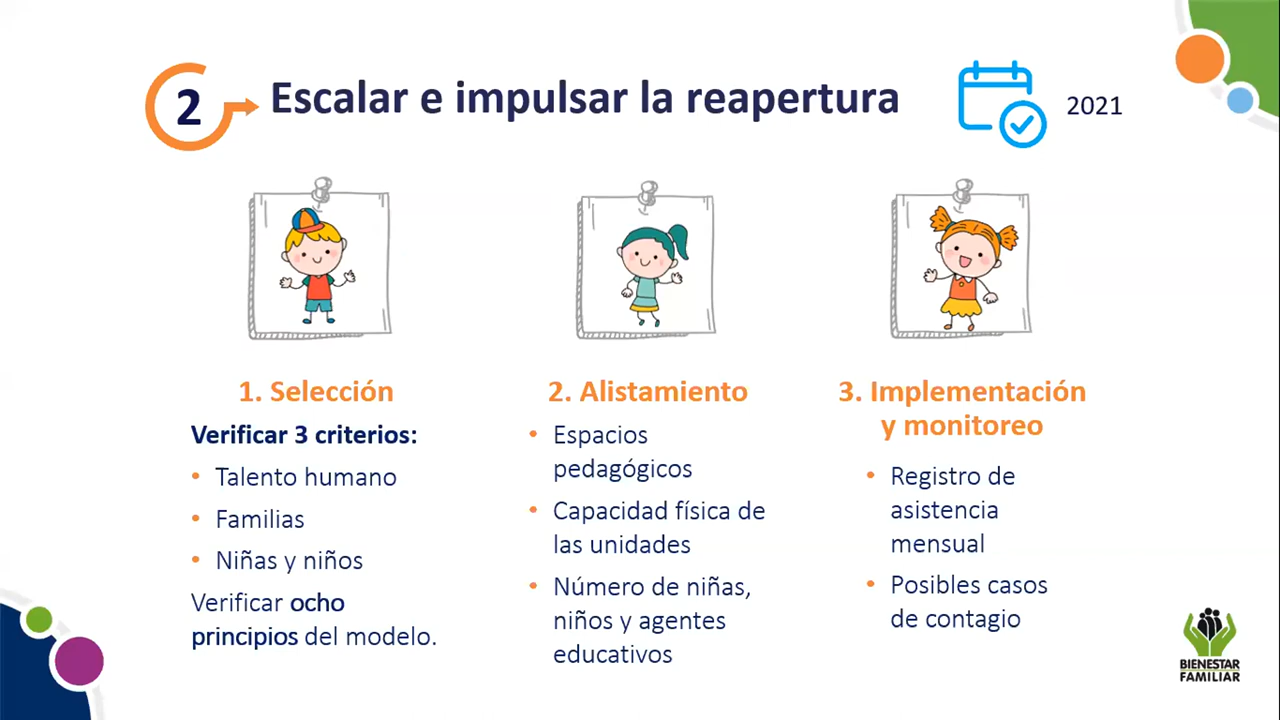 2
Escalar e impulsar la reapertura
2021
1. Selección
Verificar 3 criterios:
• Talento humano
• Familias
• Niñas y niños
Verificar ocho
principios del modelo.
2. Alistamiento
• Espacios
pedagógicos
• Capacidad física de
las unidades
• Número de niñas,
niños y agentes
educativos
3. Implementación
y monitoreo
• Registro de
asistencia
mensual
• Posibles casos
de contagio
BIENESTAR
FAMILIAR